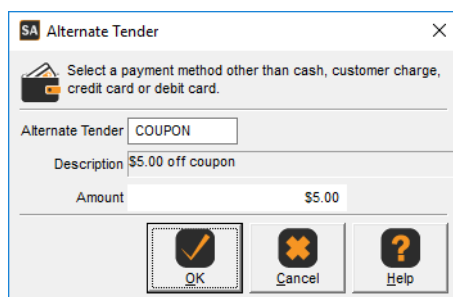 SA Alternate Tender
Select a payment method other than cash, customer charge,
credit card or debit card.
Alternate Tender COUPON
Description $5.00 off coupon
Amount $5.00
OK Cancel Help